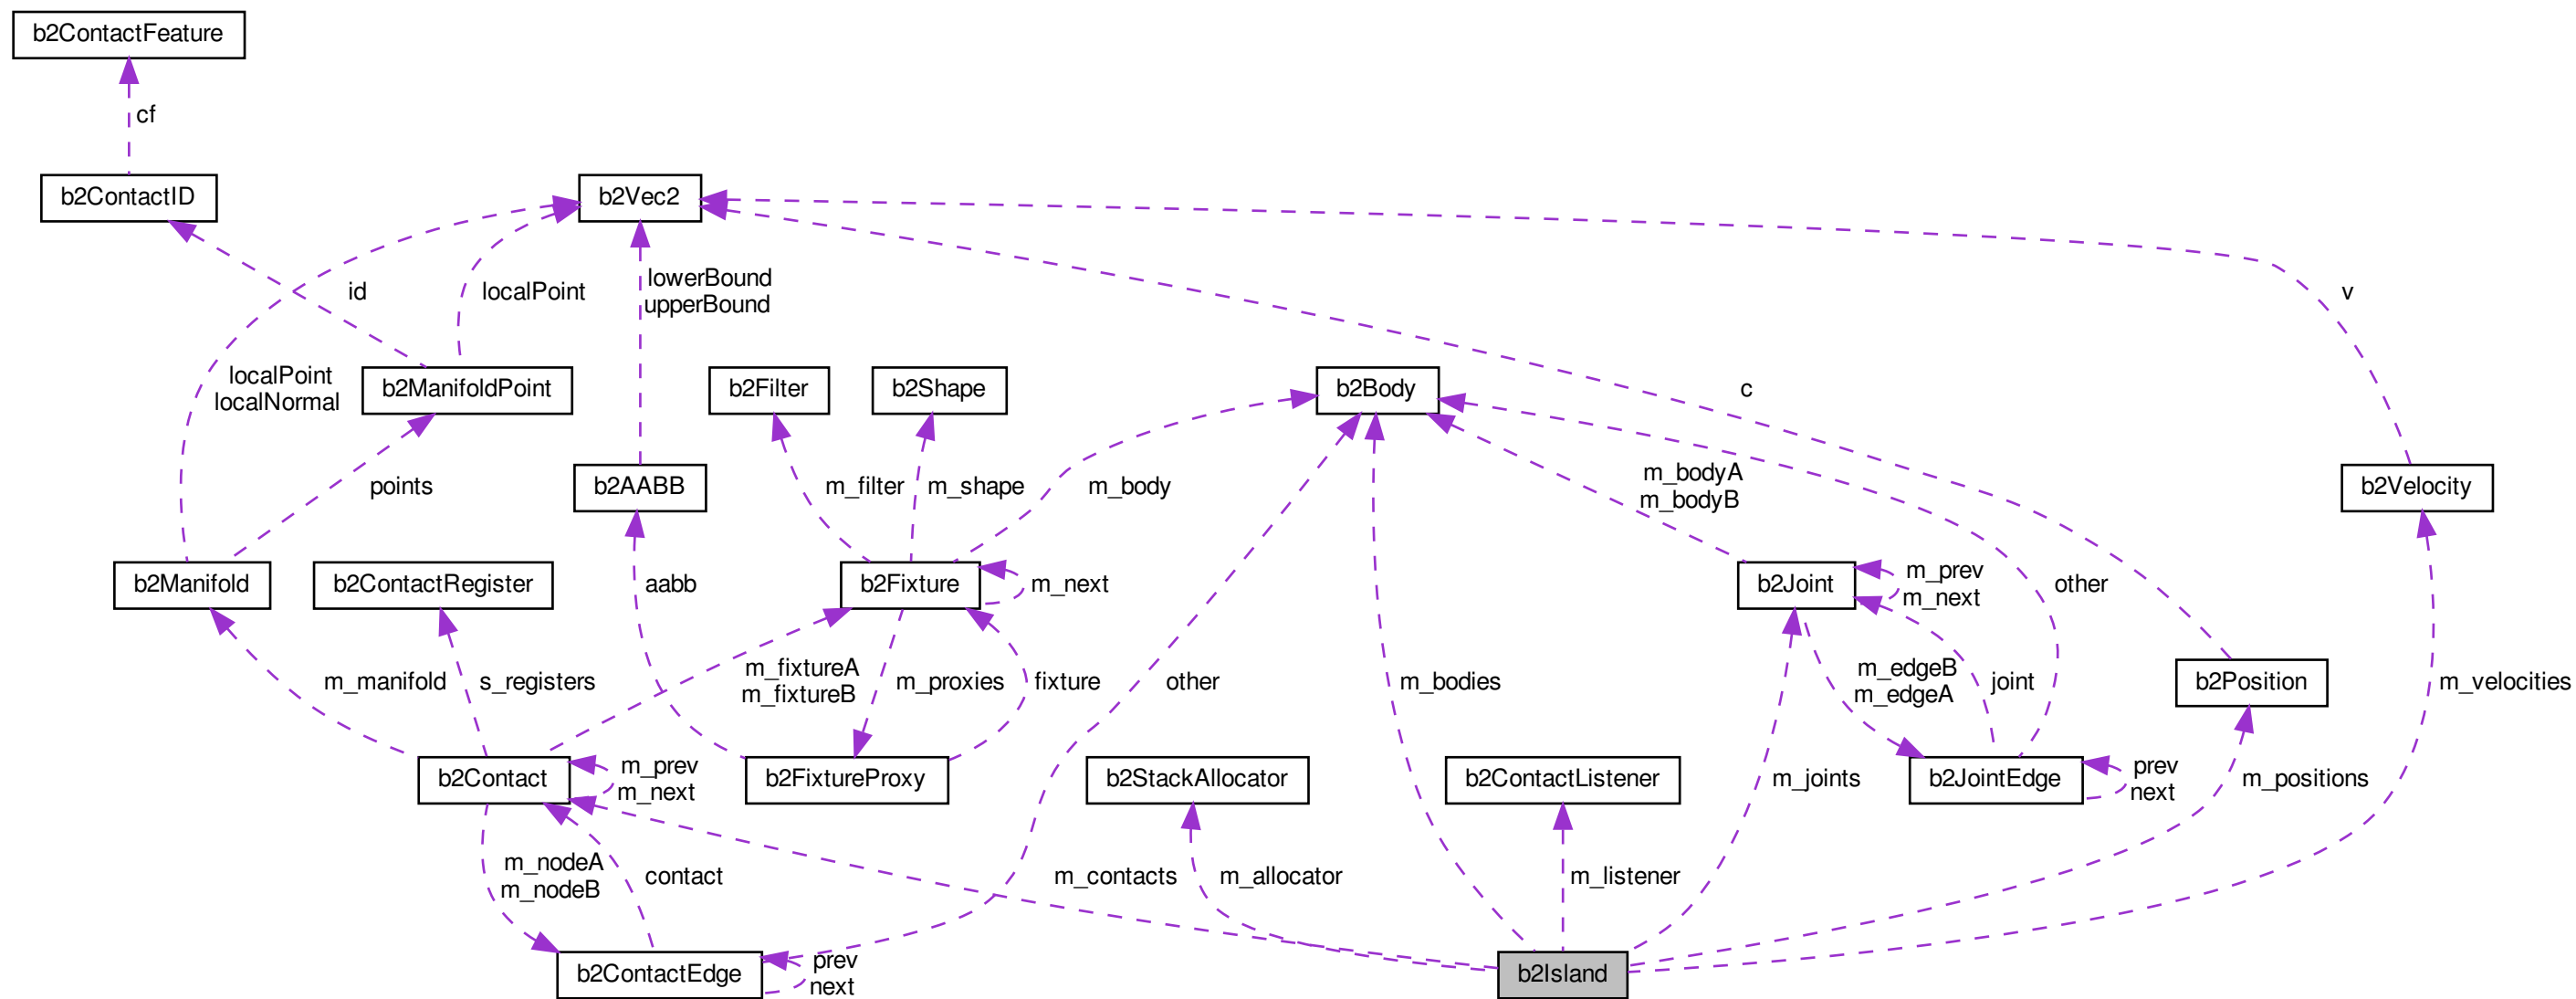 b2ContactFeature
cf
b2ContactID
b2Vec2
id
localPoint
lowerBound
upperBound
v
localPoint
localNormal
b2ManifoldPoint
b2Filter
b2Shape
b2Body
c
points
b2AABB
m_filter
m_shape
m_body
m_bodyA
m_bodyB
b2Velocity
b2Manifold
b2ContactRegister
aabb
b2Fixture
m_next
b2Joint
m_prev
m_next
other
m_manifold
s_registers
m_fixtureA
m_fixtureB
m_proxies
fixture
other
m_bodies
m_edgeB
m_edgeA
joint
b2Position
m_velocities
b2Contact
m_prev
m_next
b2FixtureProxy
b2StackAllocator
b2ContactListener
m_joints
b2JointEdge
prev
next
m_positions
m_nodeA
m_nodeB
contact
m_contacts
m_allocator
m_listener
b2ContactEdge
prev
next
b2Island